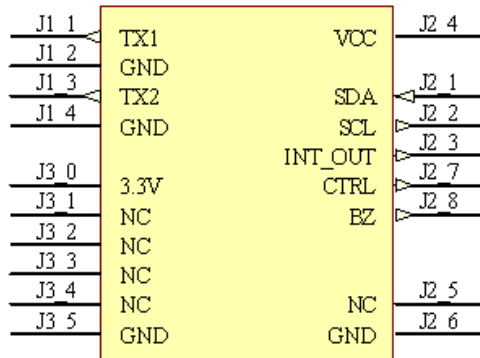 J1_1 TX1 VCC J2_4
J1_2 GND
J1_3 TX2 SDA J2_1
J1_4 GND SCL J2_2
INT_OUT J2_3
J3_0 3.3V CTRL J2_7
J3_1 NC BZ J2_8
J3_2 NC
J3_3 NC
J3_4 NC NC J2_5
J3_5 GND GND J2_6